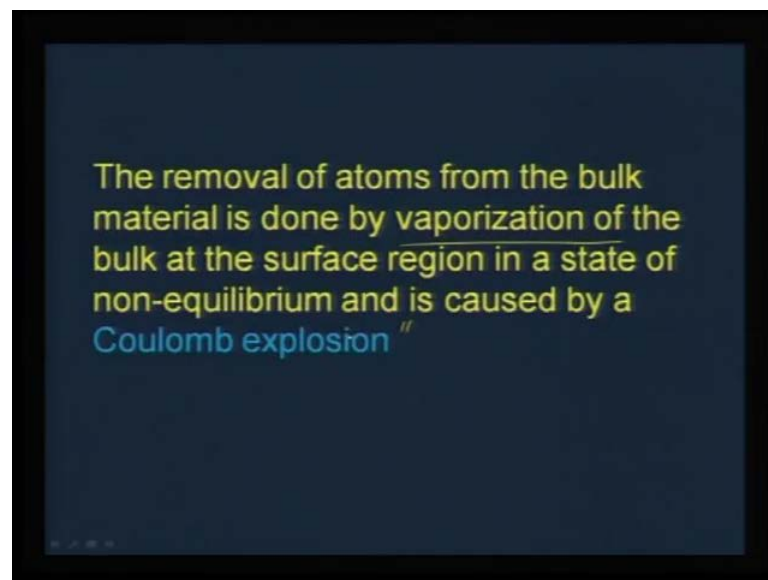 The removal of atoms from the bulk
material is done by vaporization of the
bulk at the surface region in a state of
non-equilibrium and is caused by a
Coulomb explosion "